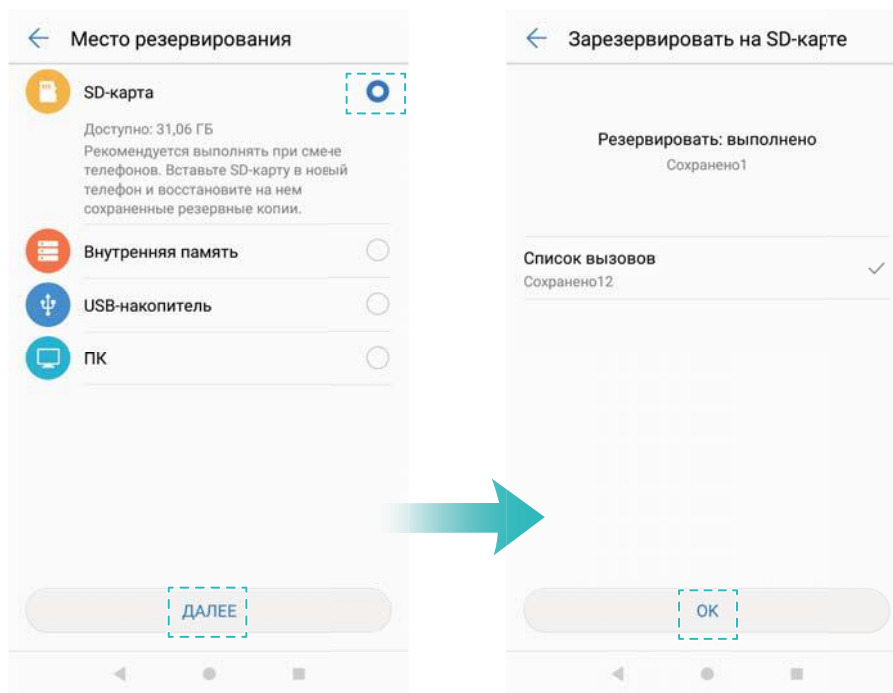 Место резервирования
SD-карта
Доступно: 31,06 ГБ
Рекомендуется выполнять при смене
телефонов. Вставьте SD-карту в новый
телефон и восстановите на нем
сохраненные резервные копии.
Внутренняя память
USB-накопитель
ПК
ДАЛЕЕ
Зарезервировать на SD-карте
Резервировать: выполнено
Сохранено1
Список вызовов
Сохранено12
ОК